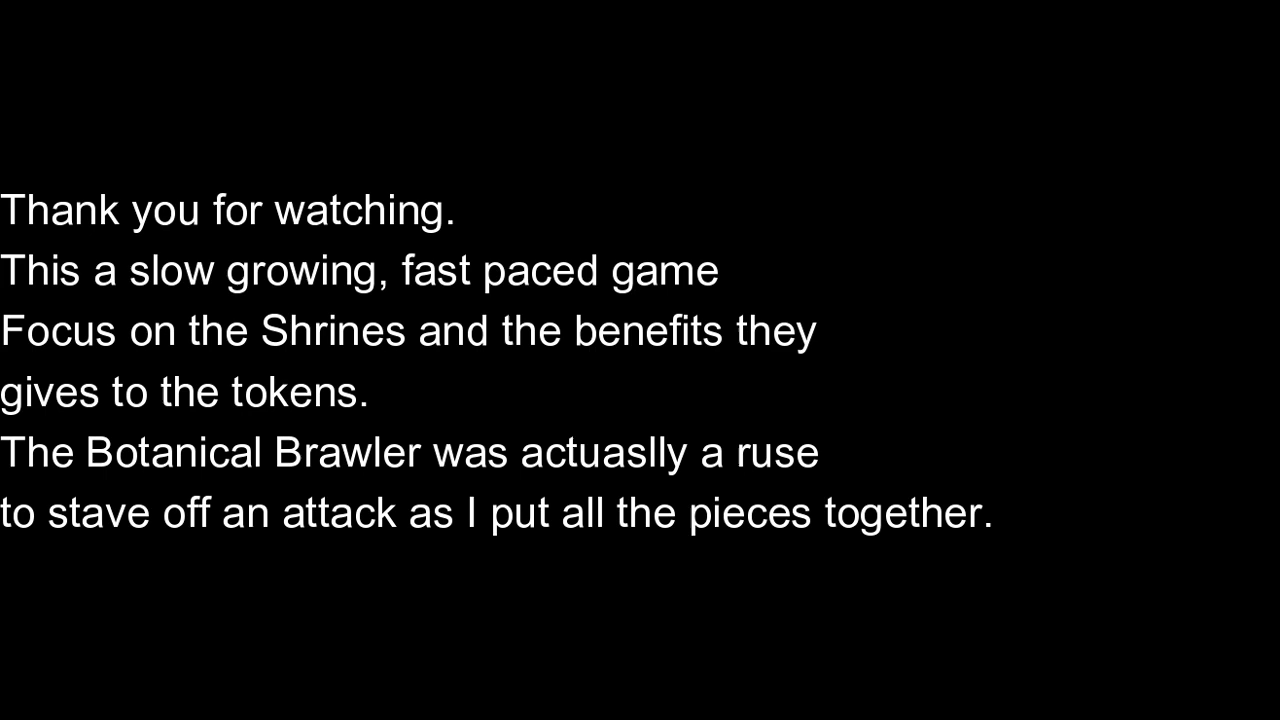 Thank you for watching.
This a slow growing, fast paced game
Focus on the Shrines and the benefits they
gives to the tokens.
The Botanical Brawler was actuaslly a ruse
to stave off an attack as I put all the pieces together.